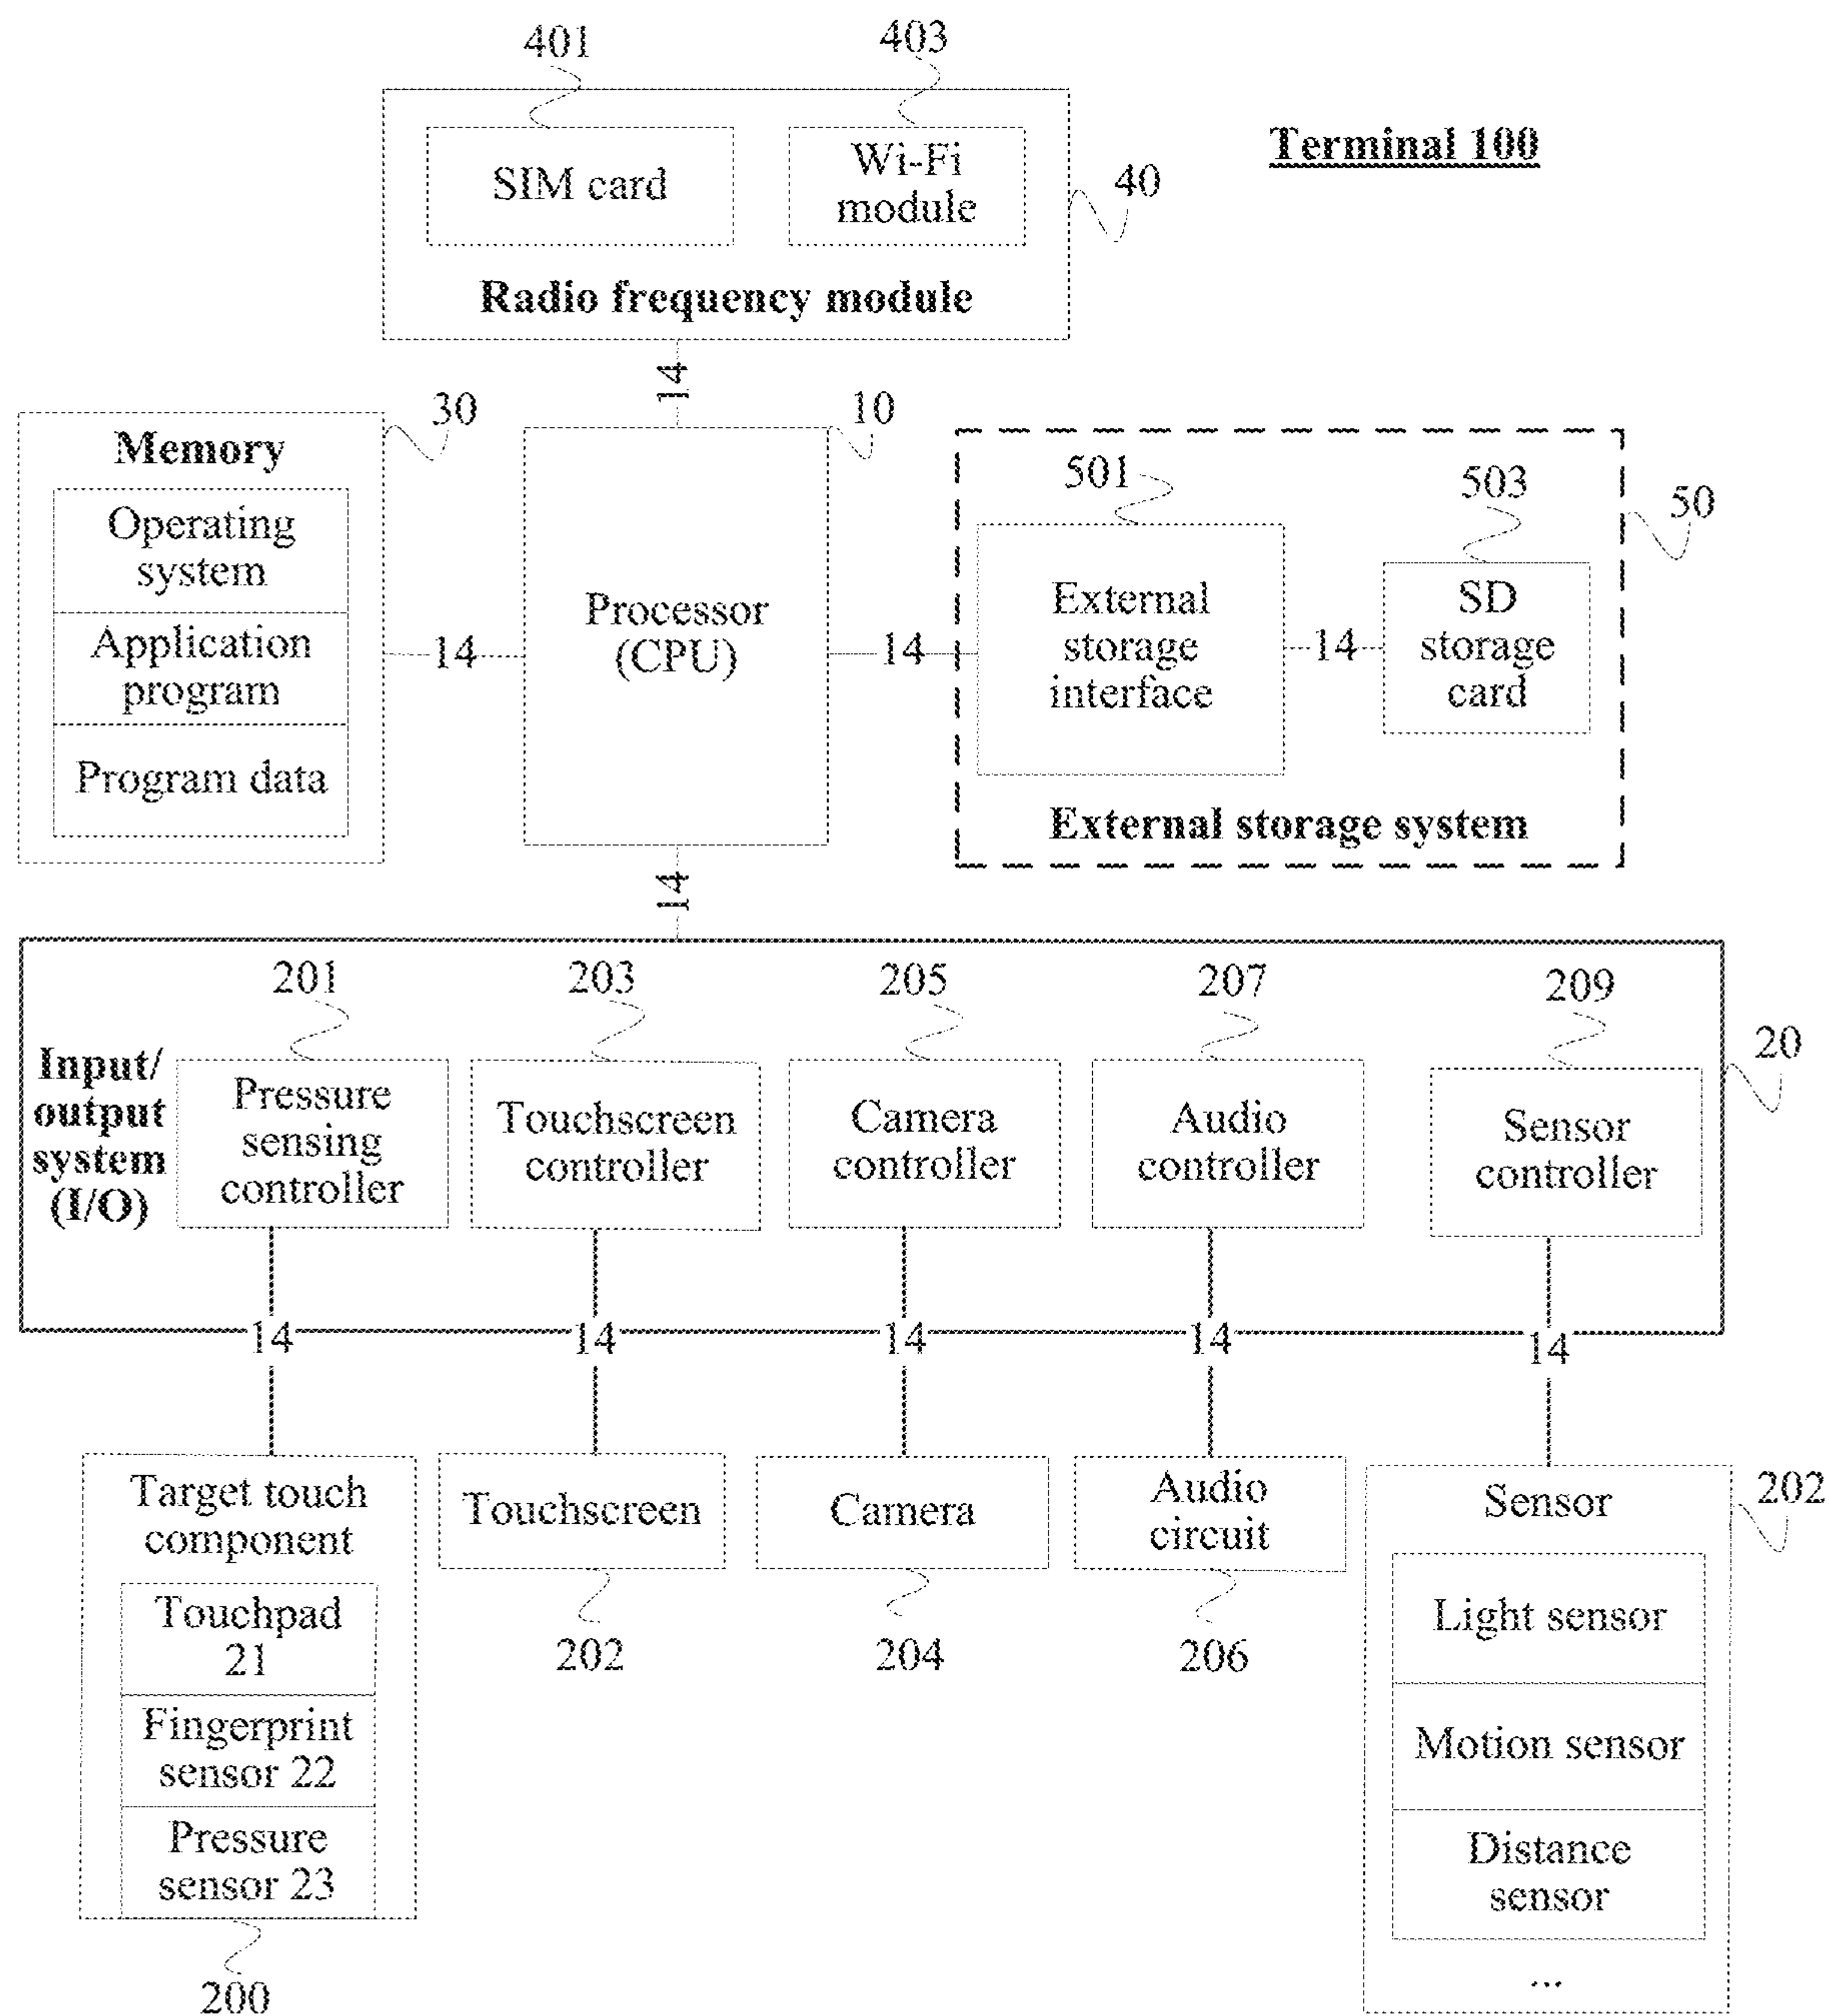 401
403
Terminal 100
SIM card
Wi-Fi
module
40
Radio frequency module
14
30
10
Memory
Operating
system
Application
program
Program data
14
Processor
(CPU)
14
501
503
50
External
storage
interface
14
SD
storage
card
External storage system
14
201
203
205
207
209
20
Input/
output
system
(I/O)
Pressure
sensing
controller
Touchscreen
controller
Camera
controller
Audio
controller
Sensor
controller
14
14
14
14
14
Target touch
component
Touchpad
21
Fingerprint
sensor 22
Pressure
sensor 23
200
Touchscreen
202
Camera
204
Audio
circuit
206
Sensor
202
Light sensor
Motion sensor
Distance
sensor
...